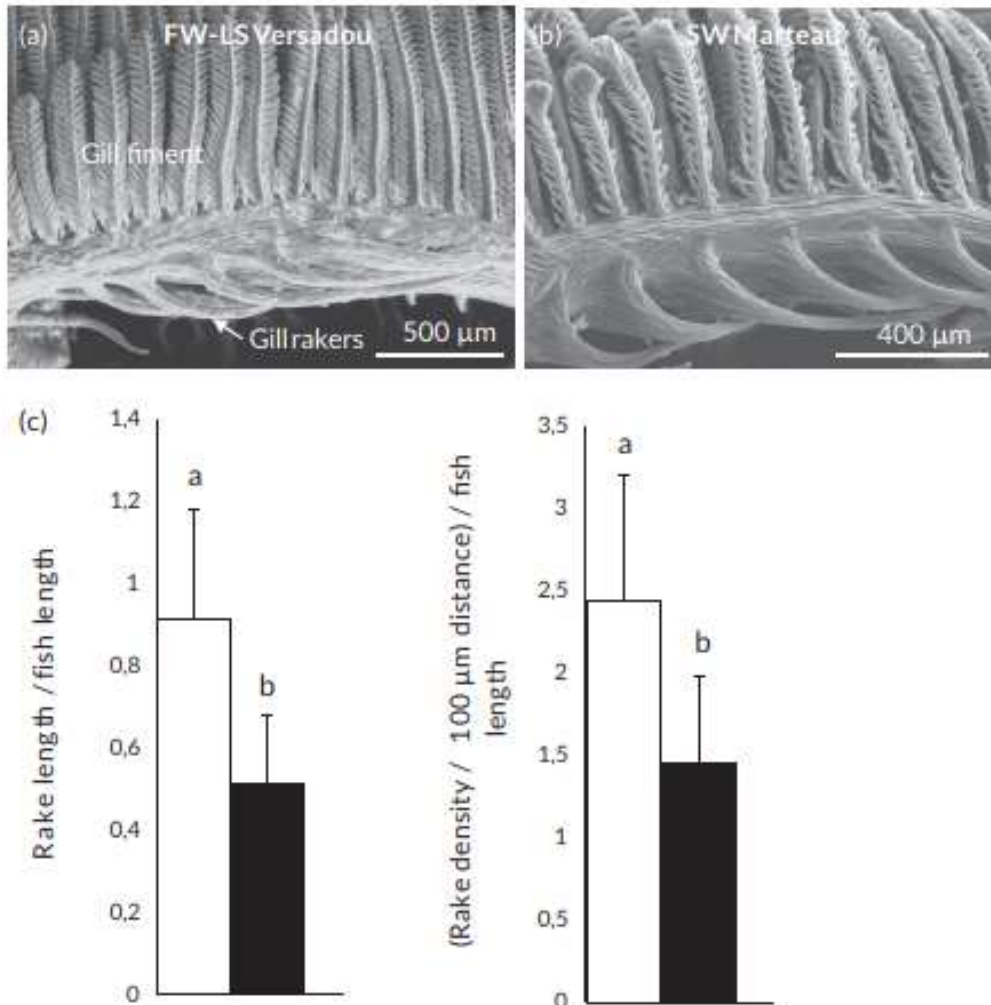 (a) FW-LS Versadou
Gill fiment
Gill rakers
500 µm
(b) SW Marteau
400 µm
(c)
Rake length / fish length
1,4
1,2
1
0,8
0,6
0,4
0,2
0
a
b
(Rake density / 100 µm distance) / fish
length
3,5
3
2,5
2
1,5
1
0,5
0
a
b